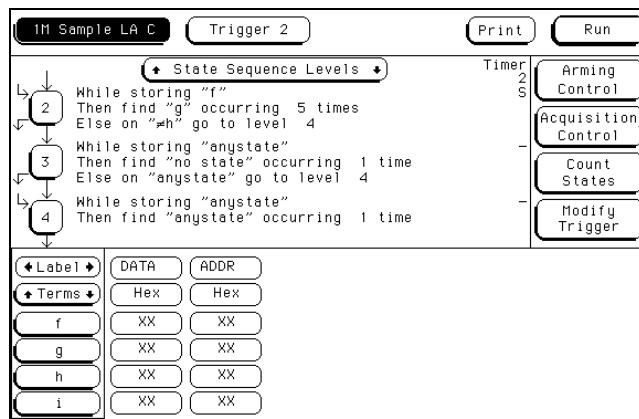 1M Sample LA C Trigger 2 Print Run
↑ State Sequence Levels ↓ Timer
2
S
2 While storing "f"
Then find "g" occurring 5 times
Else on "≠h" go to level 4
3 While storing "anystate" -
Then find "no state" occurring 1 time
Else on "anystate" go to level 4
4 While storing "anystate" -
Then find "anystate" occurring 1 time
Arming
Control
Acquisition
Control
Count
States
Modify
Trigger
←Label→ DATA ADDR
↑ Terms ↓ Hex Hex
f XX XX
g XX XX
h XX XX
i XX XX